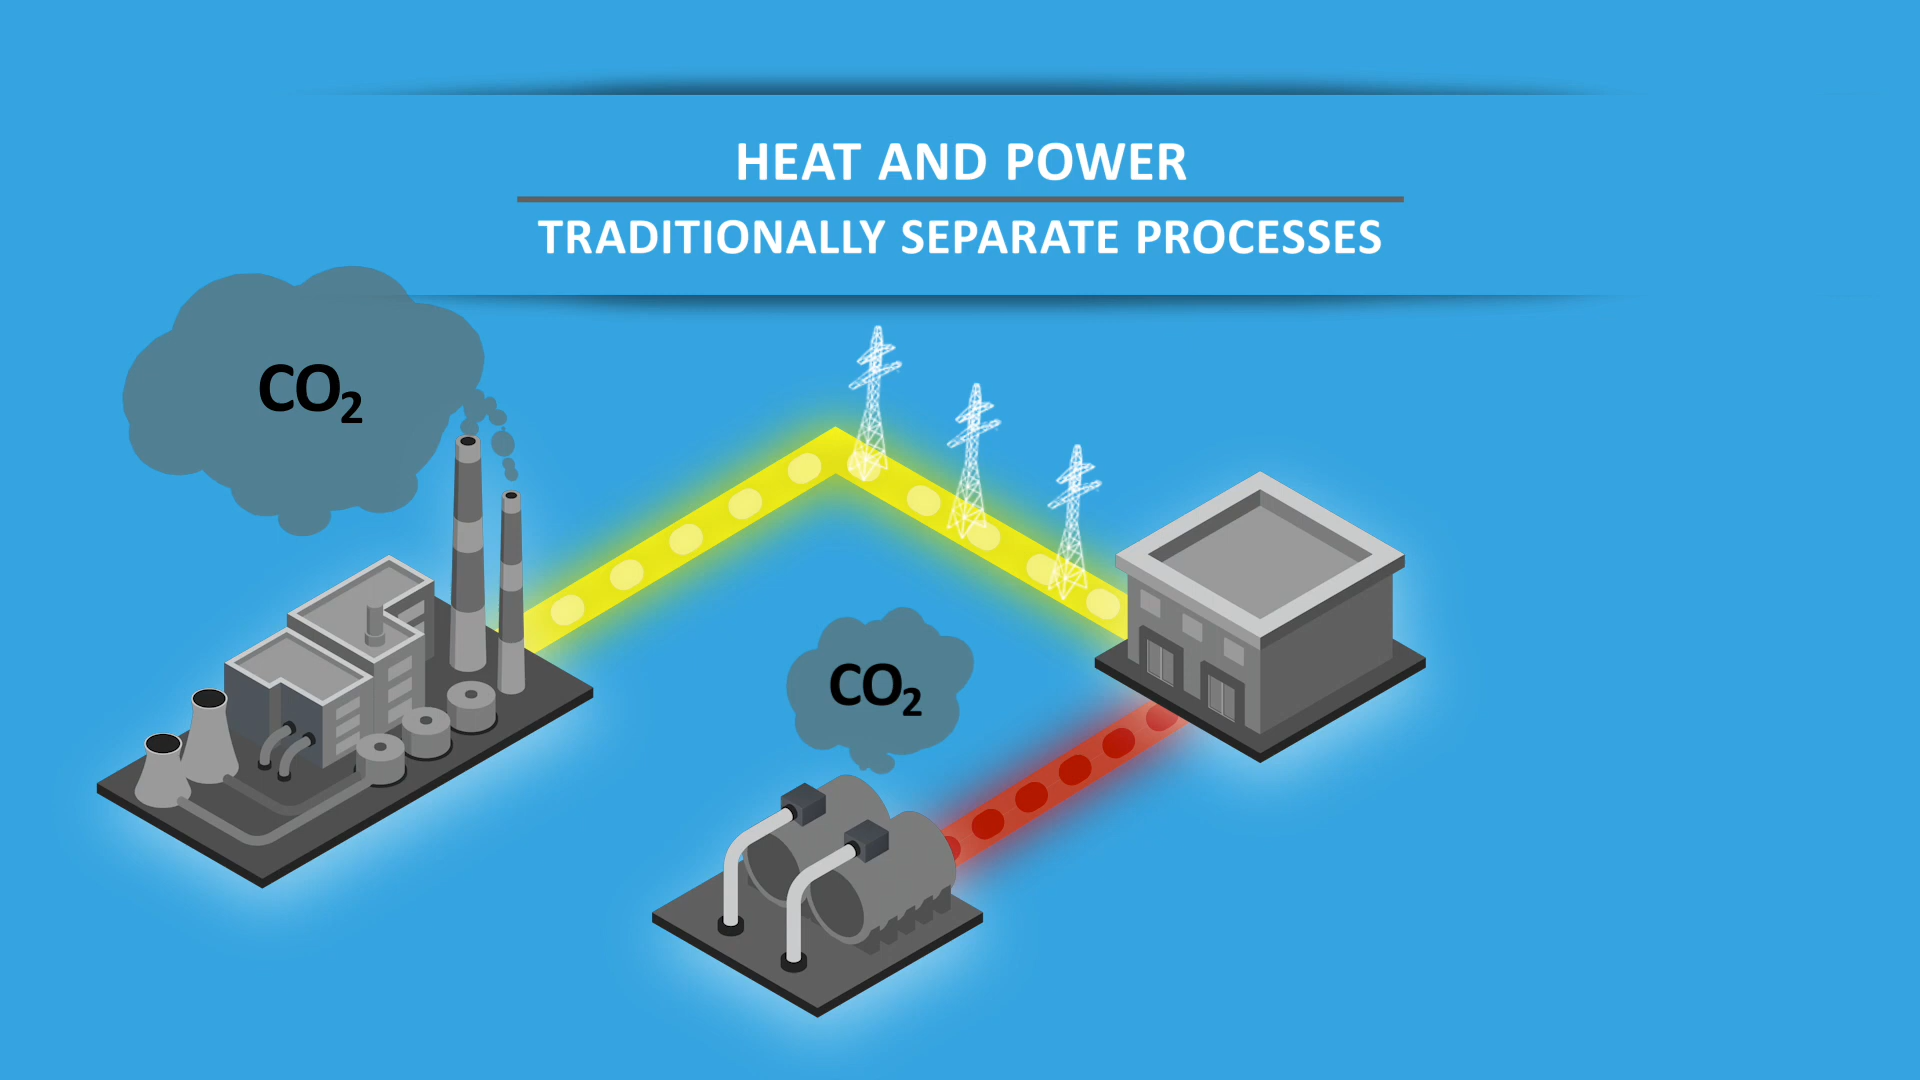 HEAT AND POWER
TRADITIONALLY SEPARATE PROCESSES
CO₂
CO₂